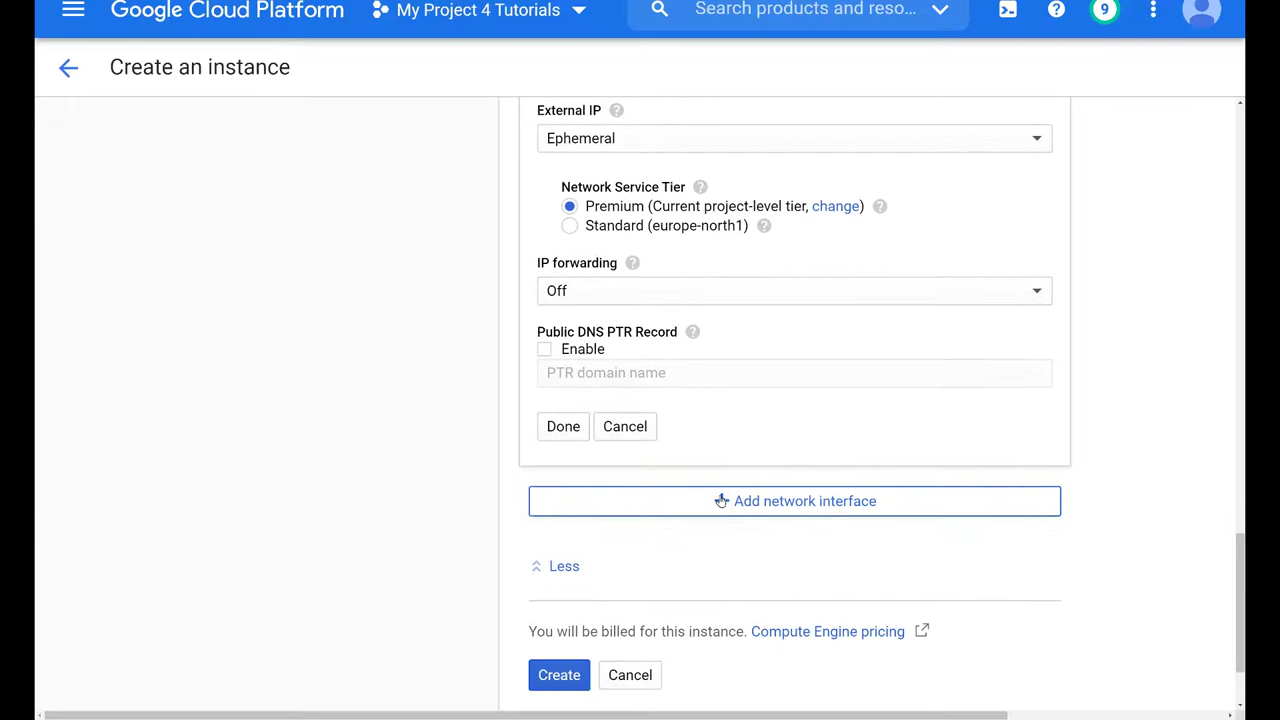 Google Cloud Platform
My Project 4 Tutorials
Search products and reso...
9
Create an instance
External IP
Ephemeral
Network Service Tier
Premium (Current project-level tier, change)
Standard (europe-north1)
IP forwarding
Off
Public DNS PTR Record
Enable
PTR domain name
Done Cancel
Add network interface
Less
You will be billed for this instance. Compute Engine pricing
Create Cancel